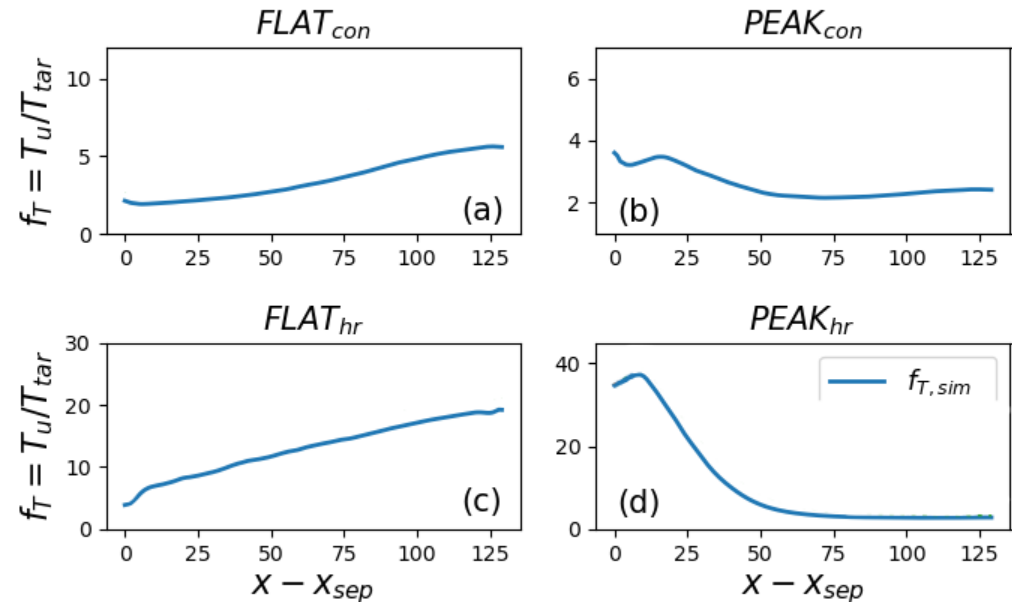 FLAT_con
PEAK_con
f_T = T_u/T_tar
10
5
0
0 25 50 75 100 125
(a)
6
4
2
0 25 50 75 100 125
(b)
FLAT_hr
PEAK_hr
f_T = T_u/T_tar
30
20
10
0
0 25 50 75 100 125
(c)
x − x_sep
40
20
0
0 25 50 75 100 125
f_T,sim
(d)
x − x_sep